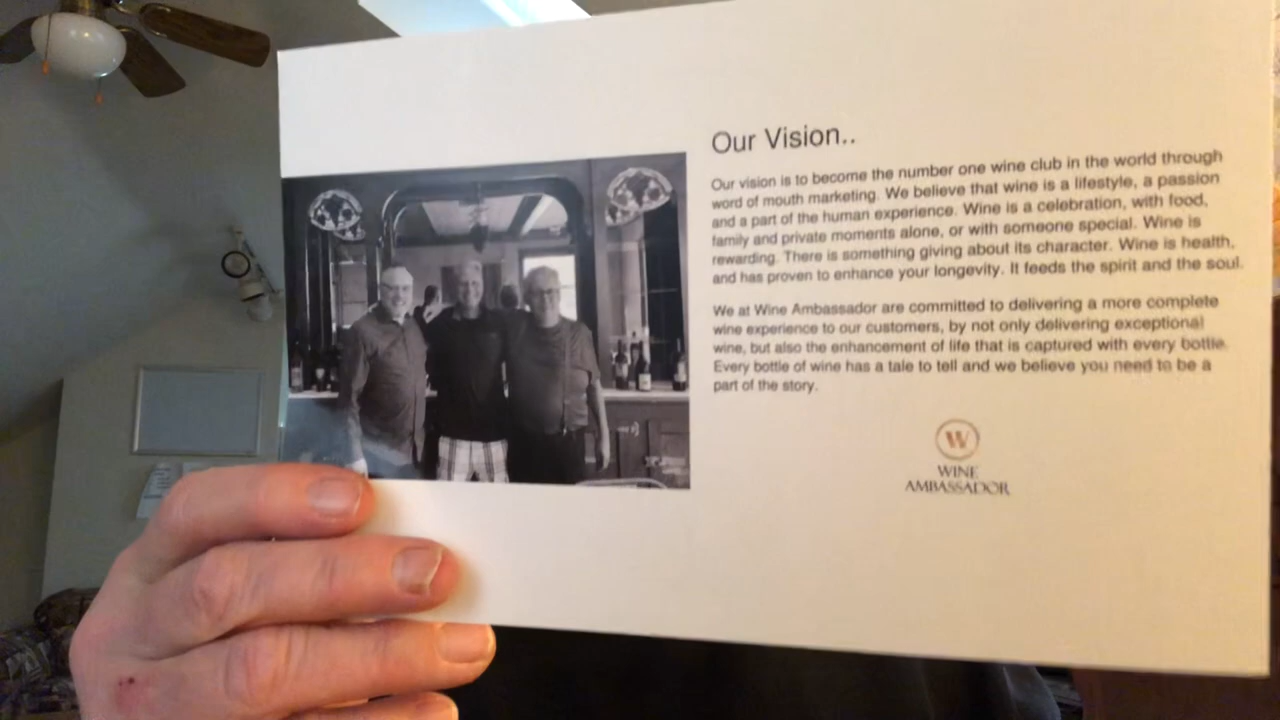 Our Vision..
Our vision is to become the number one wine club in the world through
word of mouth marketing. We believe that wine is a lifestyle, a passion
and a part of the human experience. Wine is a celebration, with food,
family and private moments alone, or with someone special. Wine is
rewarding. There is something giving about its character. Wine is health,
and has proven to enhance your longevity. It feeds the spirit and the soul.
We at Wine Ambassador are committed to delivering a more complete
wine experience to our customers, by not only delivering exceptional
wine, but also the enhancement of life that is captured with every bottle.
Every bottle of wine has a tale to tell and we believe you need to be a
part of the story.
W
WINE
AMBASSADOR